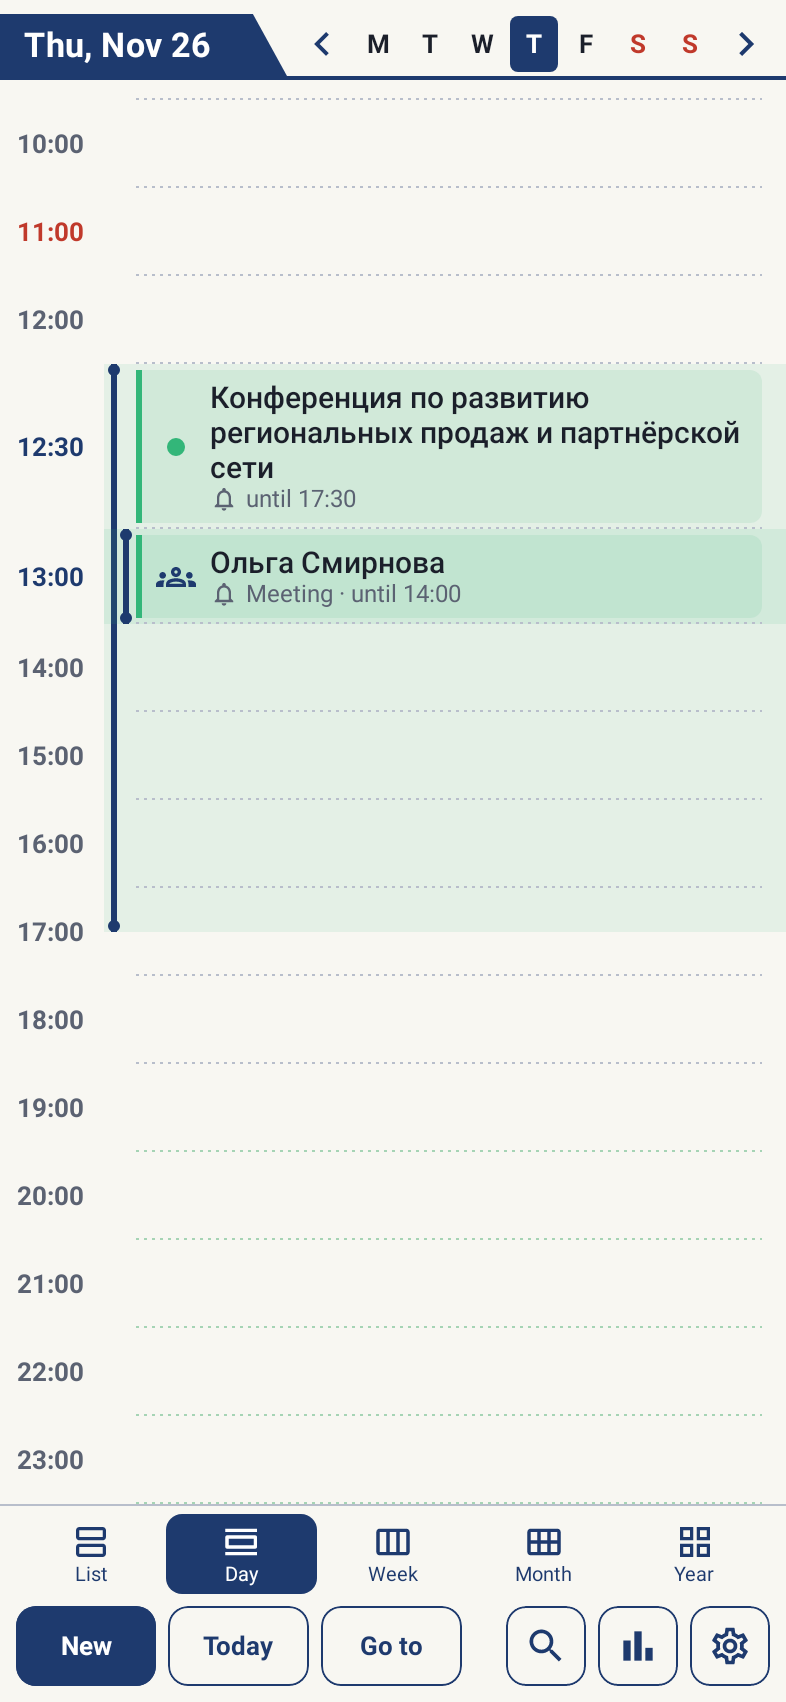 Thu, Nov 26
M T W T F S S
10:00
11:00
12:00
12:30
Конференция по развитию
региональных продаж и партнёрской
сети
until 17:30
13:00
Ольга Смирнова
Meeting · until 14:00
14:00
15:00
16:00
17:00
18:00
19:00
20:00
21:00
22:00
23:00
List Day Week Month Year
New Today Go to